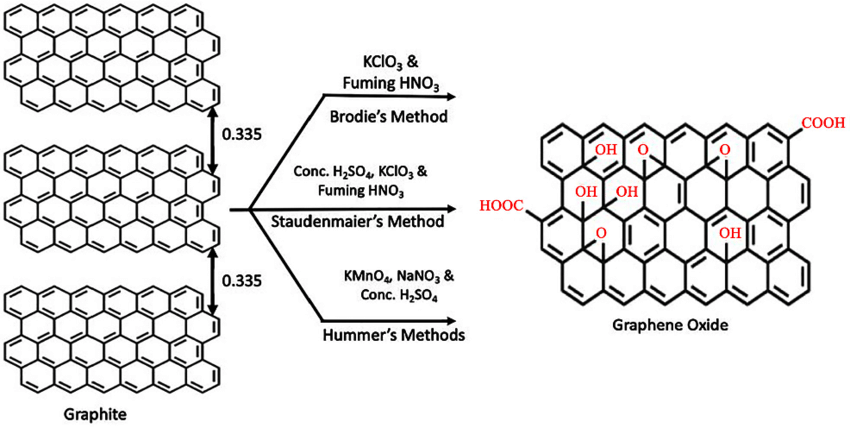 0.335
0.335
Graphite
KClO₃ &
Fuming HNO₃
Brodie's Method
Conc. H₂SO₄, KClO₃ &
Fuming HNO₃
Staudenmaier's Method
KMnO₄, NaNO₃ &
Conc. H₂SO₄
Hummer's Methods
COOH
OH
O
O
OH
OH
HOOC
O
OH
Graphene Oxide